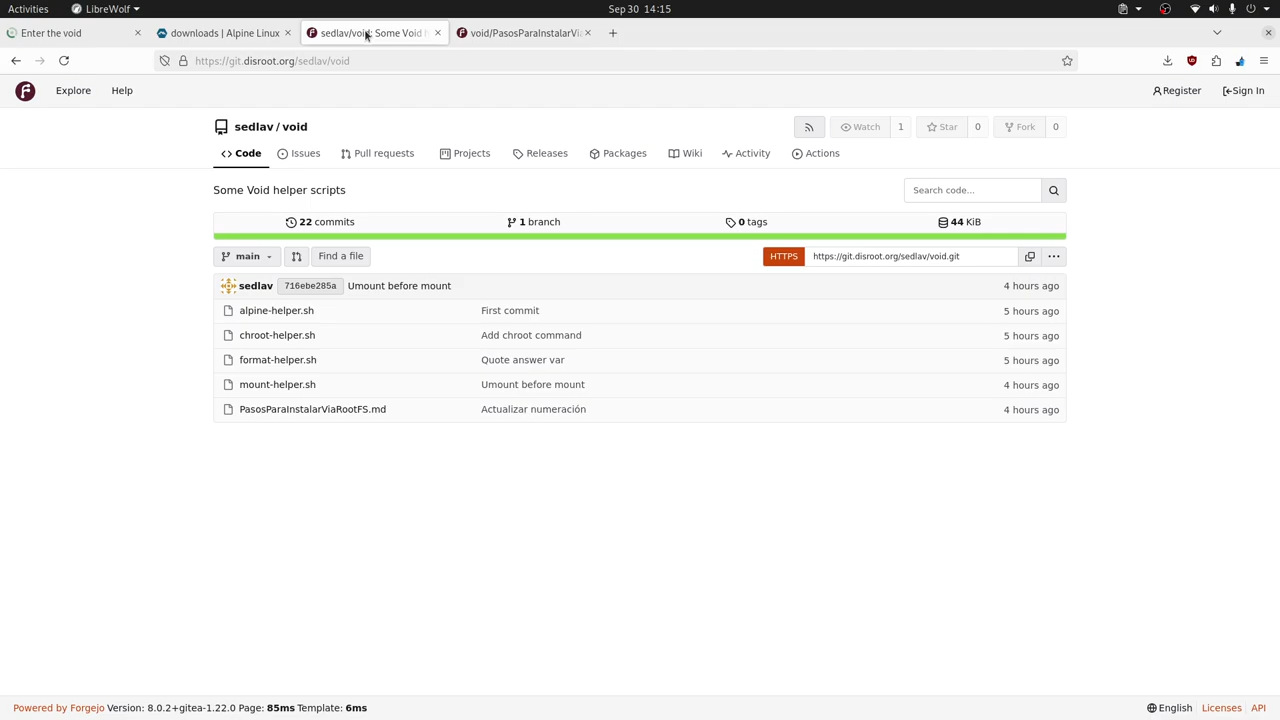 Activities LibreWolf Sep 30 14:15
Enter the void downloads | Alpine Linux sedlav/void: Some Void void/PasosParaInstalarVi
https://git.disroot.org/sedlav/void
Explore Help Register Sign In
sedlav / void Watch 1 Star 0 Fork 0
Code Issues Pull requests Projects Releases Packages Wiki Activity Actions
Some Void helper scripts Search code...
22 commits 1 branch 0 tags 44 KiB
main Find a file HTTPS https://git.disroot.org/sedlav/void.git
sedlav 716ebe285a Umount before mount 4 hours ago
alpine-helper.sh First commit 5 hours ago
chroot-helper.sh Add chroot command 5 hours ago
format-helper.sh Quote answer var 5 hours ago
mount-helper.sh Umount before mount 4 hours ago
PasosParaInstalarViaRootFS.md Actualizar numeración 4 hours ago
Powered by Forgejo Version: 8.0.2+gitea-1.22.0 Page: 85ms Template: 6ms English Licenses API